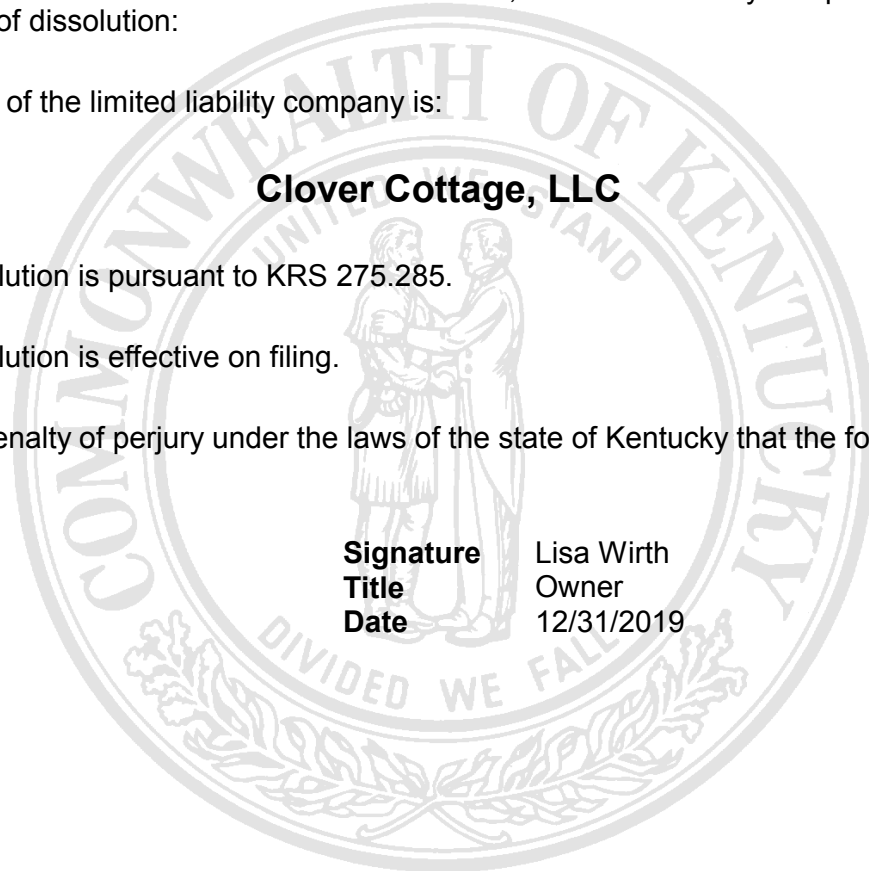 of dissolution:
of the limited liability company is:
Clover Cottage, LLC
lution is pursuant to KRS 275.285.
lution is effective on filing.
enalty of perjury under the laws of the state of Kentucky that the fo
Signature Lisa Wirth
Title Owner
Date 12/31/2019
COMMONWEALTH OF KENTUCKY
UNITED WE STAND
DIVIDED WE FALL